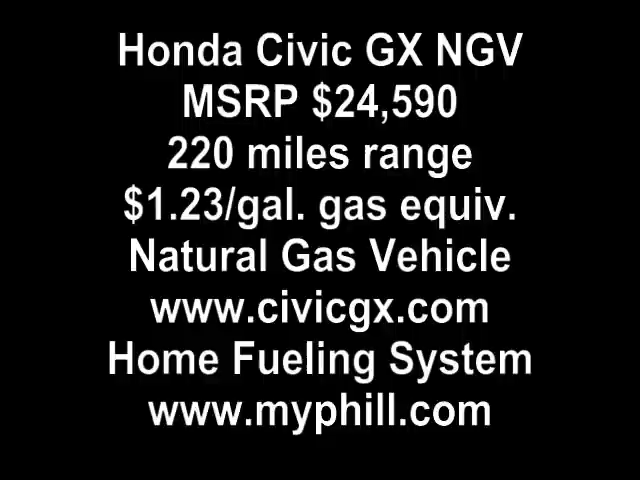 Honda Civic GX NGV
MSRP $24,590
220 miles range
$1.23/gal. gas equiv.
Natural Gas Vehicle
www.civicgx.com
Home Fueling System
www.myphill.com